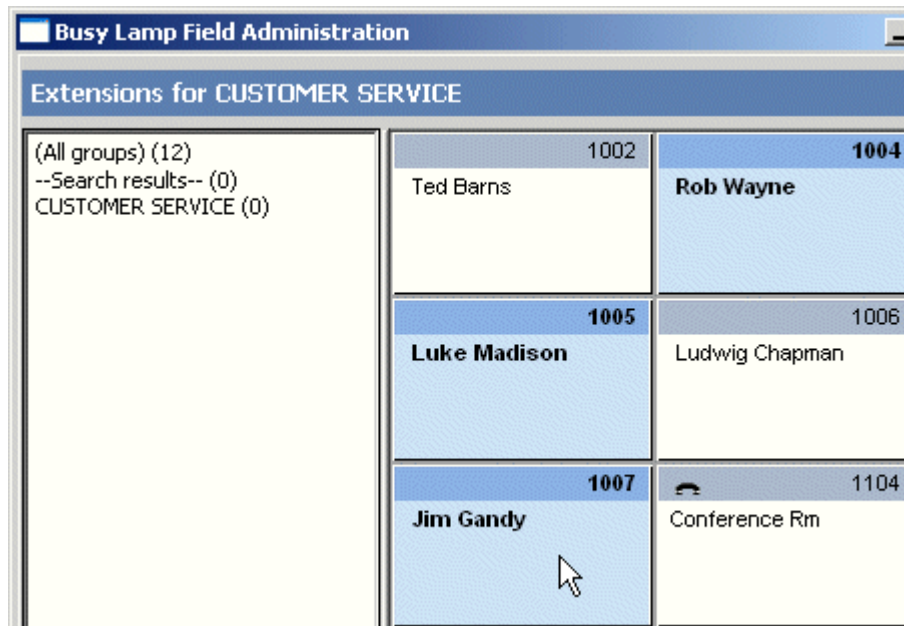 Busy Lamp Field Administration
Extensions for CUSTOMER SERVICE
(All groups) (12)
--Search results-- (0)
CUSTOMER SERVICE (0)
1002
Ted Barns
1004
Rob Wayne
1005
Luke Madison
1006
Ludwig Chapman
1007
Jim Gandy
1104
Conference Rm